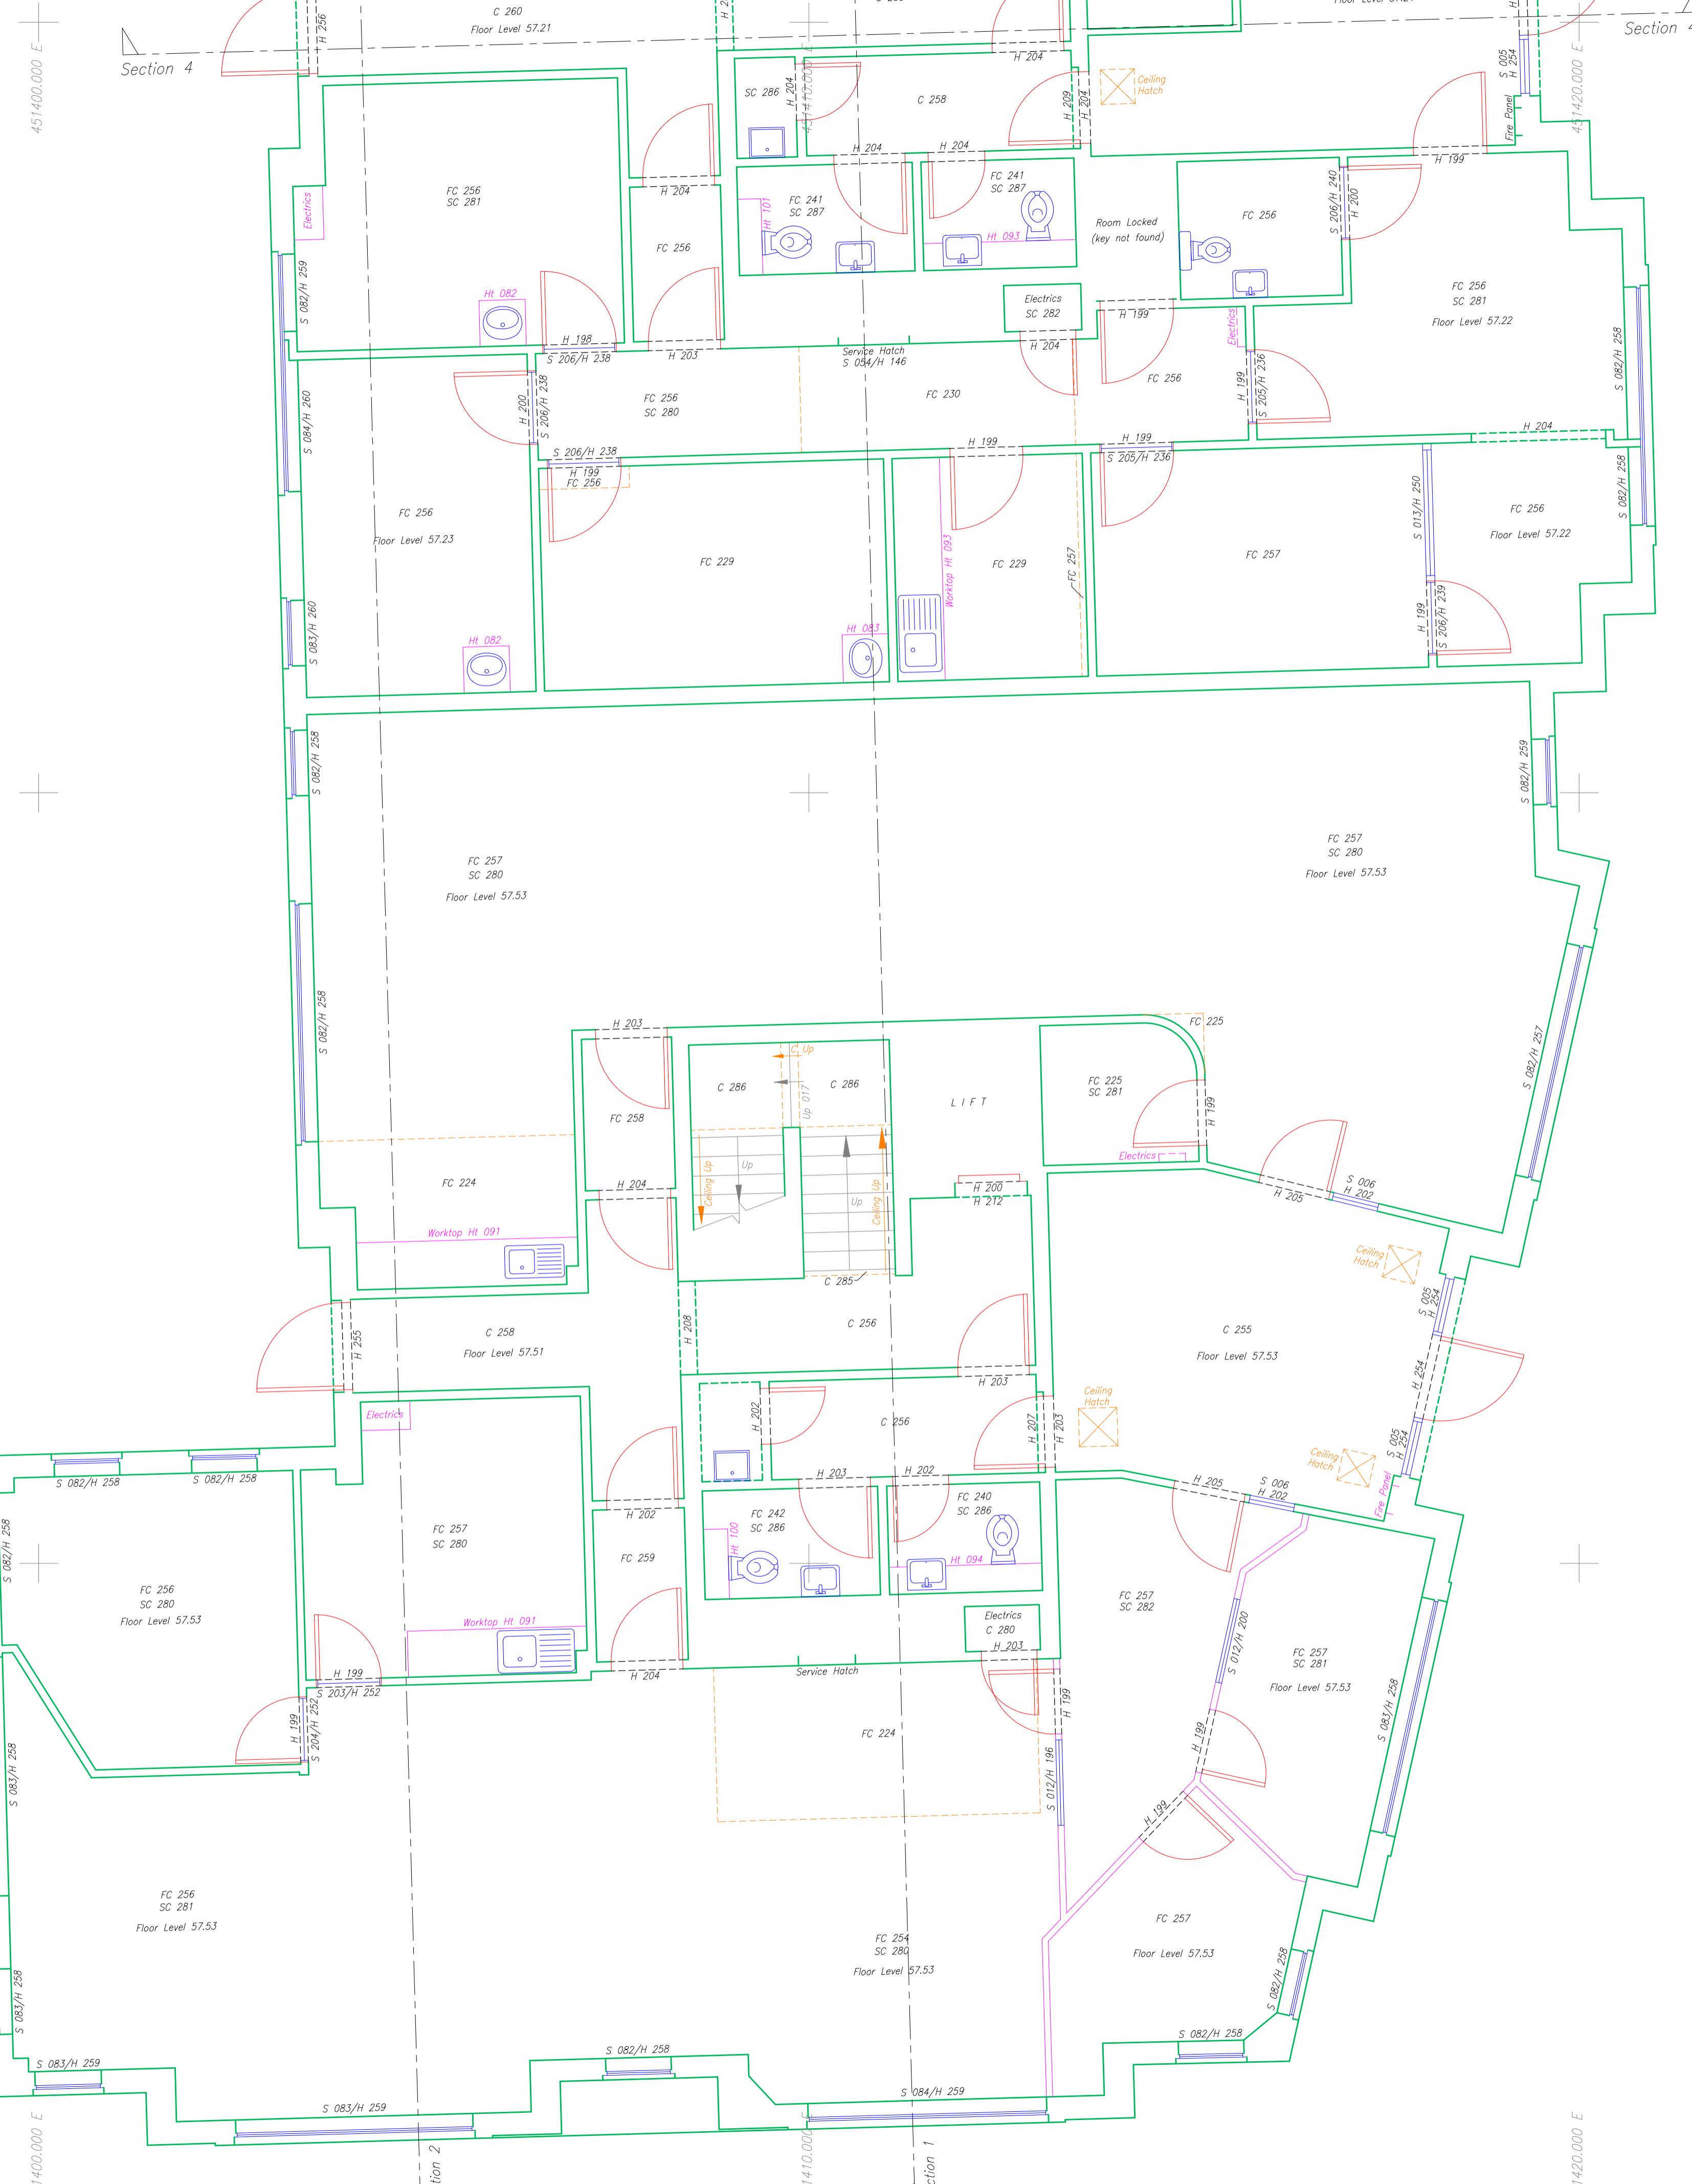 C 260
Floor Level 57.21
H 256
451400.000 E
Section 4
H 204
S 005
H 254
Section 4
451420.000 E
SC 286
H 204
451410.000 E
C 258
H 209
H 204
Ceiling
Hatch
Fire Panel
H 204
H 204
H 199
FC 256
SC 281
Electrics
H 204
FC 241
SC 287
Ht 101
FC 241
SC 287
Ht 093
Room Locked
(key not found)
FC 256
S 206/H 240
H 200
FC 256
S 082/H 259
Ht 082
Electrics
SC 282
H 199
Electrics
FC 256
SC 281
Floor Level 57.22
S 082/H 258
H 198
S 206/H 238
H 203
Service Hatch
S 054/H 146
H 204
H 199
S 205/H 236
FC 256
S 084/H 260
H 200
S 206/H 238
FC 256
SC 280
FC 230
S 206/H 238
H 199
FC 256
H 199
H 199
S 205/H 236
H 204
FC 256
Floor Level 57.23
FC 229
Worktop Ht 093
FC 229
FC 257
FC 257
S 013/H 250
FC 256
Floor Level 57.22
S 082/H 258
S 083/H 260
Ht 082
Ht 083
H 199
S 206/H 239
S 082/H 258
S 082/H 259
FC 257
SC 280
Floor Level 57.53
FC 257
SC 280
Floor Level 57.53
S 082/H 258
H 203
FC 225
C Up
C 286
C 286
Up 017
FC 258
LIFT
FC 225
SC 281
H 199
S 082/H 257
Electrics
FC 224
H 204
Ceiling Up
Up
Up
Ceiling Up
H 200
H 212
H 205
S 006
H 202
Worktop Ht 091
C 285
Ceiling
Hatch
H 255
C 258
Floor Level 57.51
H 208
C 256
C 255
Floor Level 57.53
S 005
H 254
H 254
H 203
Electrics
H 202
C 256
H 207
H 203
Ceiling
Hatch
S 005
H 254
Ceiling
Hatch
Fire Panel
S 082/H 258
S 082/H 258
H 203
H 202
H 205
S 006
H 202
S 082/H 258
FC 257
SC 280
H 202
FC 242
SC 286
Ht 100
FC 240
SC 286
Ht 094
FC 259
FC 256
SC 280
Floor Level 57.53
Worktop Ht 091
Electrics
C 280
H 203
FC 257
SC 282
S 012/H 200
FC 257
SC 281
Floor Level 57.53
H 199
S 203/H 252
H 204
Service Hatch
H 199
H 199
S 204/H 252
S 083/H 258
FC 224
S 012/H 196
H 199
H 199
S 083/H 258
FC 256
SC 281
Floor Level 57.53
FC 254
SC 280
Floor Level 57.53
FC 257
Floor Level 57.53
S 083/H 258
S 082/H 258
S 083/H 259
S 082/H 258
S 082/H 258
S 083/H 259
S 084/H 259
1400.000 E
tion 2
1410.000 E
ction 1
1420.000 E